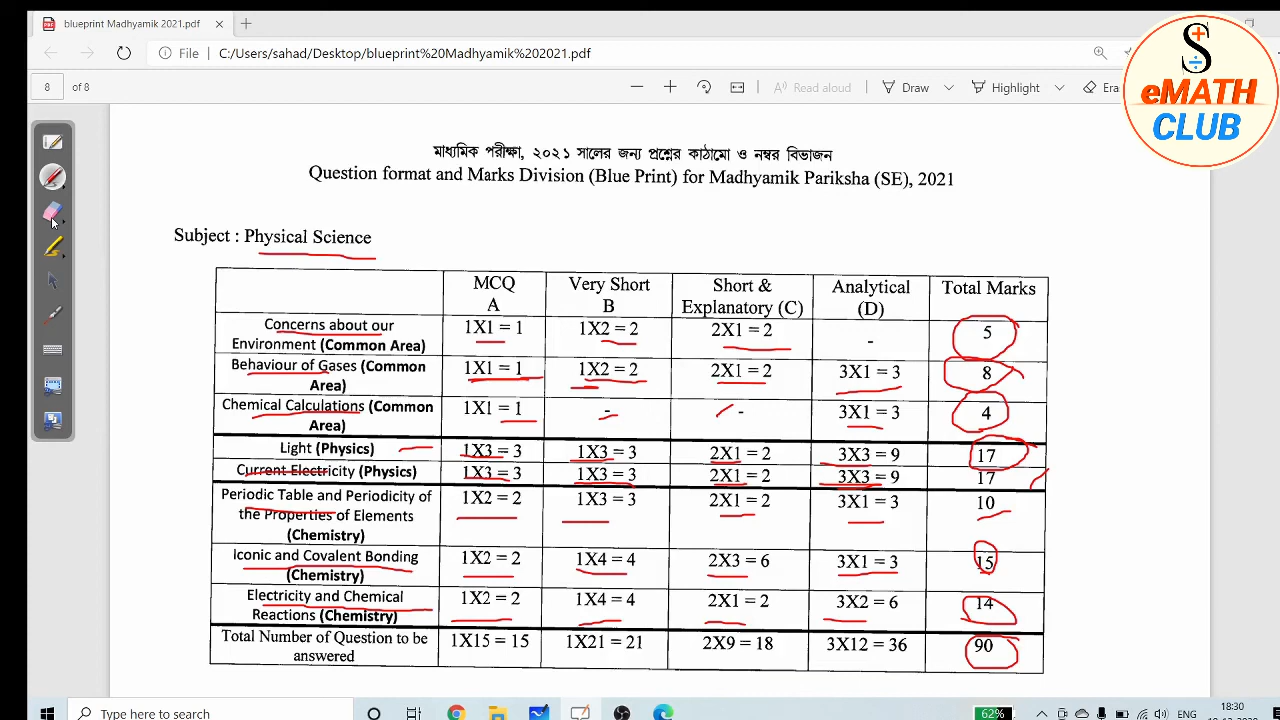 blueprint Madhyamik 2021.pdf
File C:/Users/sahad/Desktop/blueprint%20Madhyamik%202021.pdf
8 of 8
Read aloud Draw Highlight
S
eMATH
CLUB
মাধ্যমিক পরীক্ষা, ২০২১ সালের জন্য প্রশ্নের কাঠামো ও নম্বর বিভাজন
Question format and Marks Division (Blue Print) for Madhyamik Pariksha (SE), 2021
Subject : Physical Science
MCQ A Very Short B Short & Explanatory (C) Analytical (D) Total Marks
Concerns about our Environment (Common Area) 1X1 = 1 1X2 = 2 2X1 = 2 - 5
Behaviour of Gases (Common Area) 1X1 = 1 1X2 = 2 2X1 = 2 3X1 = 3 8
Chemical Calculations (Common Area) 1X1 = 1 - - 3X1 = 3 4
Light (Physics) 1X3 = 3 1X3 = 3 2X1 = 2 3X3 = 9 17
Current Electricity (Physics) 1X3 = 3 1X3 = 3 2X1 = 2 3X3 = 9 17
Periodic Table and Periodicity of the Properties of Elements (Chemistry) 1X2 = 2 1X3 = 3 2X1 = 2 3X1 = 3 10
Iconic and Covalent Bonding (Chemistry) 1X2 = 2 1X4 = 4 2X3 = 6 3X1 = 3 15
Electricity and Chemical Reactions (Chemistry) 1X2 = 2 1X4 = 4 2X1 = 2 3X2 = 6 14
Total Number of Question to be answered 1X15 = 15 1X21 = 21 2X9 = 18 3X12 = 36 90
Type here to search
62%
ENG
18:30